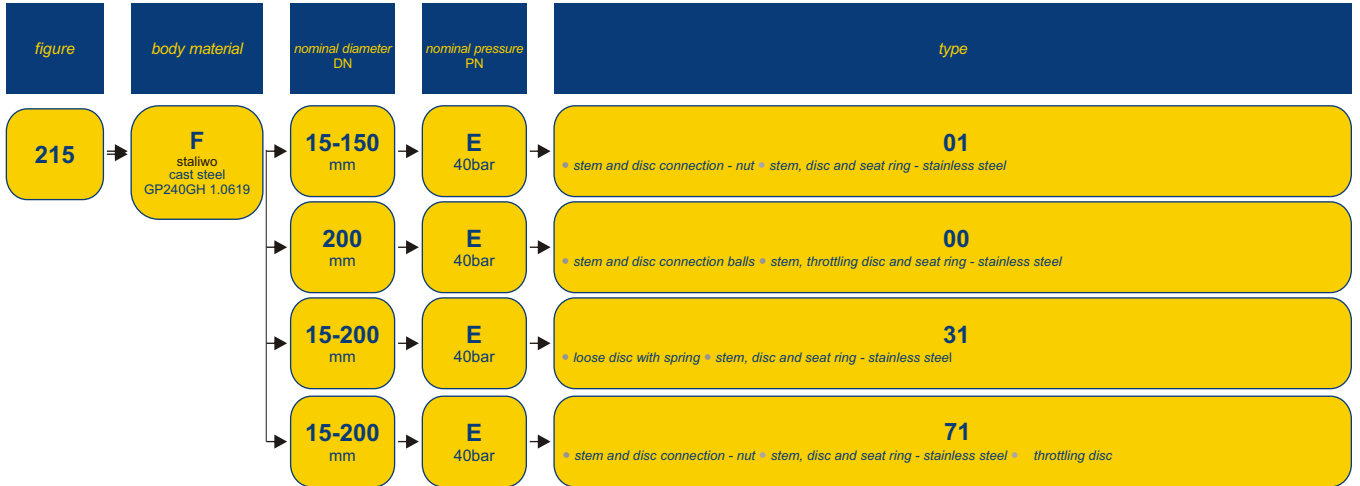 figure
body material
nominal diameter
DN
nominal pressure
PN
type
215
F
staliwo
cast steel
GP240GH 1.0619
15-150
mm
E
40bar
01
• stem and disc connection - nut • stem, disc and seat ring - stainless steel
200
mm
E
40bar
00
• stem and disc connection balls • stem, throttling disc and seat ring - stainless steel
15-200
mm
E
40bar
31
• loose disc with spring • stem, disc and seat ring - stainless steel
15-200
mm
E
40bar
71
• stem and disc connection - nut • stem, disc and seat ring - stainless steel • throttling disc